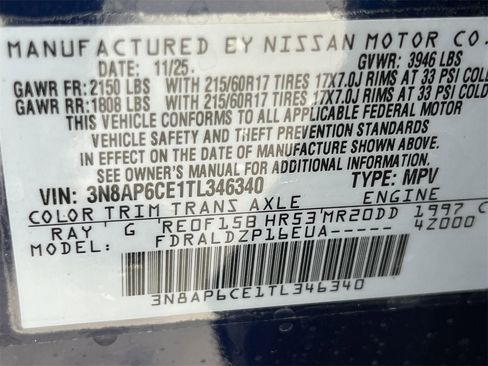 MANUFACTURED BY NISSAN MOTOR CO.
DATE: 11/25. GVWR: 3946 LBS
GAWR FR: 2150 LBS WITH 215/60R17 TIRES 17X7.0J RIMS AT 33 PSI COLD
GAWR RR: 1808 LBS WITH 215/60R17 TIRES 17X7.0J RIMS AT 33 PSI COLD
THIS VEHICLE CONFORMS TO ALL APPLICABLE FEDERAL MOTOR
VEHICLE SAFETY AND THEFT PREVENTION STANDARDS
IN EFFECT ON THE DATE OF MANUFACTURE SHOWN ABOVE.
SEE OWNER'S MANUAL FOR ADDITIONAL INFORMATION.
VIN: 3N8AP6CE1TL346340 TYPE: MPV
COLOR TRIM TRANS AXLE ENGINE
RAY G RE0F15B HR53 MR20DD 1997 C
MODEL: FDRALDZP16EUA----- 4Z000
3N8AP6CE1TL346340